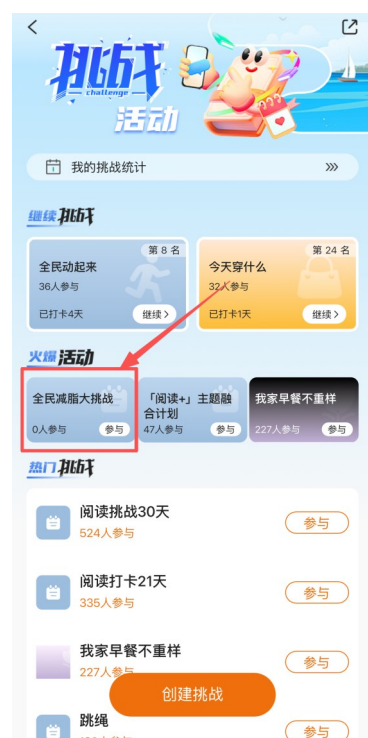 挑战
challenge
活动
我的挑战统计
继续挑战
第 8 名
全民动起来
36人参与
已打卡4天
继续
第 24 名
今天穿什么
32人参与
已打卡1天
继续
火爆活动
全民减脂大挑战
0人参与
参与
「阅读+」主题融
合计划
47人参与
参与
我家早餐不重样
227人参与
参与
热门挑战
阅读挑战30天
524人参与
参与
阅读打卡21天
335人参与
参与
我家早餐不重样
227人参与
参与
创建挑战
跳绳
参与